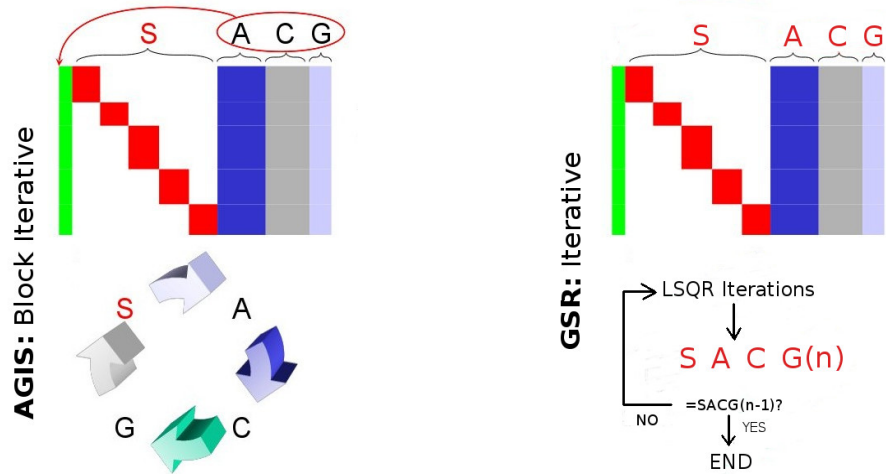 S A C G
AGIS: Block Iterative
S A
G C
S A C G
GSR: Iterative
LSQR Iterations
S A C G(n)
=SACG(n-1)?
NO
YES
END